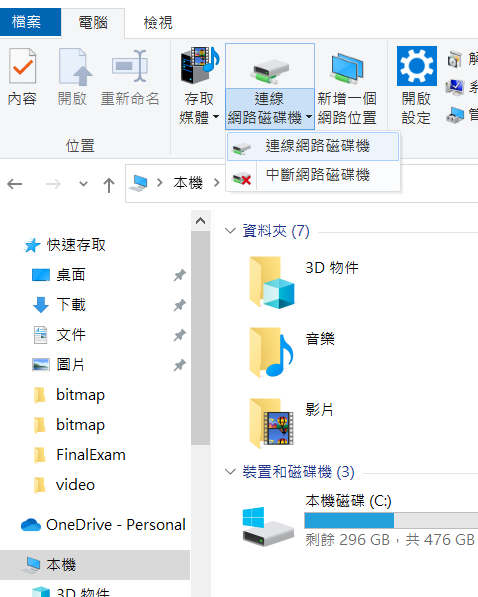 檔案
電腦
檢視
內容
開啟
重新命名
存取
媒體
連線
網路磁碟機
新增一個
網路位置
開啟
設定
解
系
管
位置
連線網路磁碟機
中斷網路磁碟機
本機
快速存取
桌面
下載
文件
圖片
bitmap
bitmap
FinalExam
video
OneDrive - Personal
本機
3D 物件
資料夾 (7)
3D 物件
音樂
影片
裝置和磁碟機 (3)
本機磁碟 (C:)
剩餘 296 GB，共 476 GB